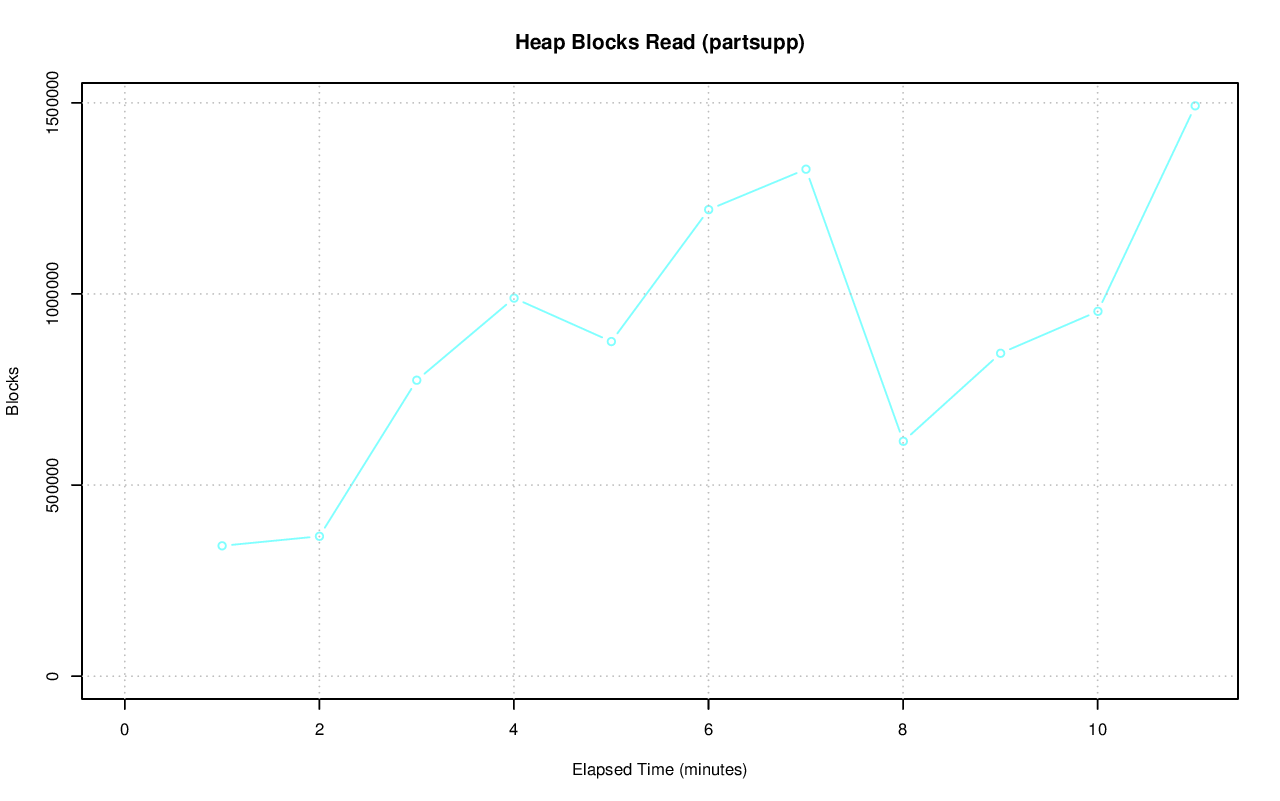 Heap Blocks Read (partsupp)
Blocks
1500000
1000000
500000
0
0 2 4 6 8 10
Elapsed Time (minutes)